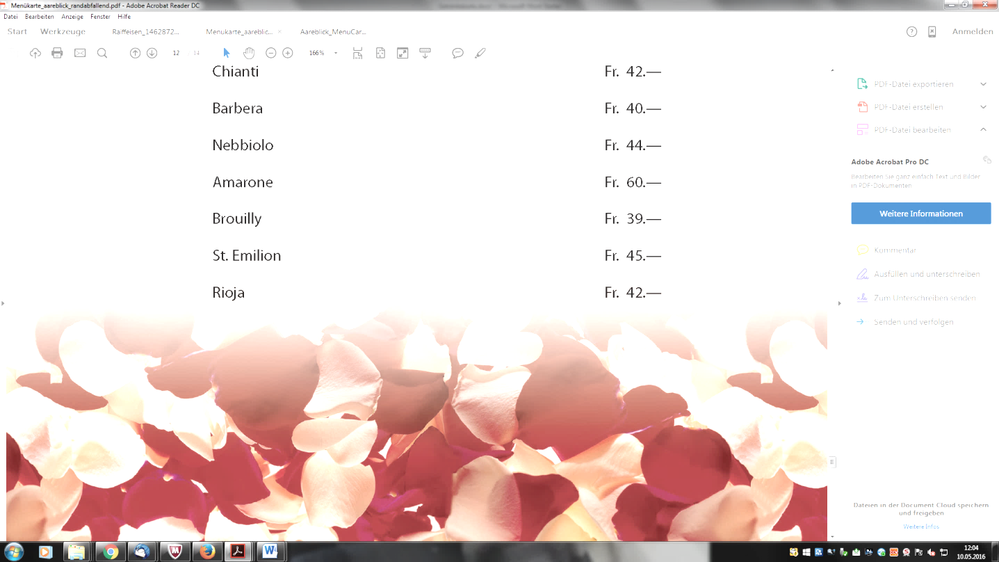 Menükarte_aareblick_randabfallend.pdf - Adobe Acrobat Reader DC
Datei Bearbeiten Anzeige Fenster Hilfe
Start Werkzeuge Raiffeisen_1462872... Menukarte_aareblic... × Aareblick_MenuCar... Anmelden
12 / 14 166%
Chianti Fr. 42.—
Barbera Fr. 40.—
Nebbiolo Fr. 44.—
Amarone Fr. 60.—
Brouilly Fr. 39.—
St. Emilion Fr. 45.—
Rioja Fr. 42.—
PDF-Datei exportieren
PDF-Datei erstellen
PDF-Datei bearbeiten
Adobe Acrobat Pro DC
Bearbeiten Sie ganz einfach Text und Bilder
in PDF-Dokumenten
Weitere Informationen
Kommentar
Ausfüllen und unterschreiben
Zum Unterschreiben senden
Senden und verfolgen
Dateien in der Document Cloud speichern
und freigeben
Weitere Infos
12:04
10.05.2016